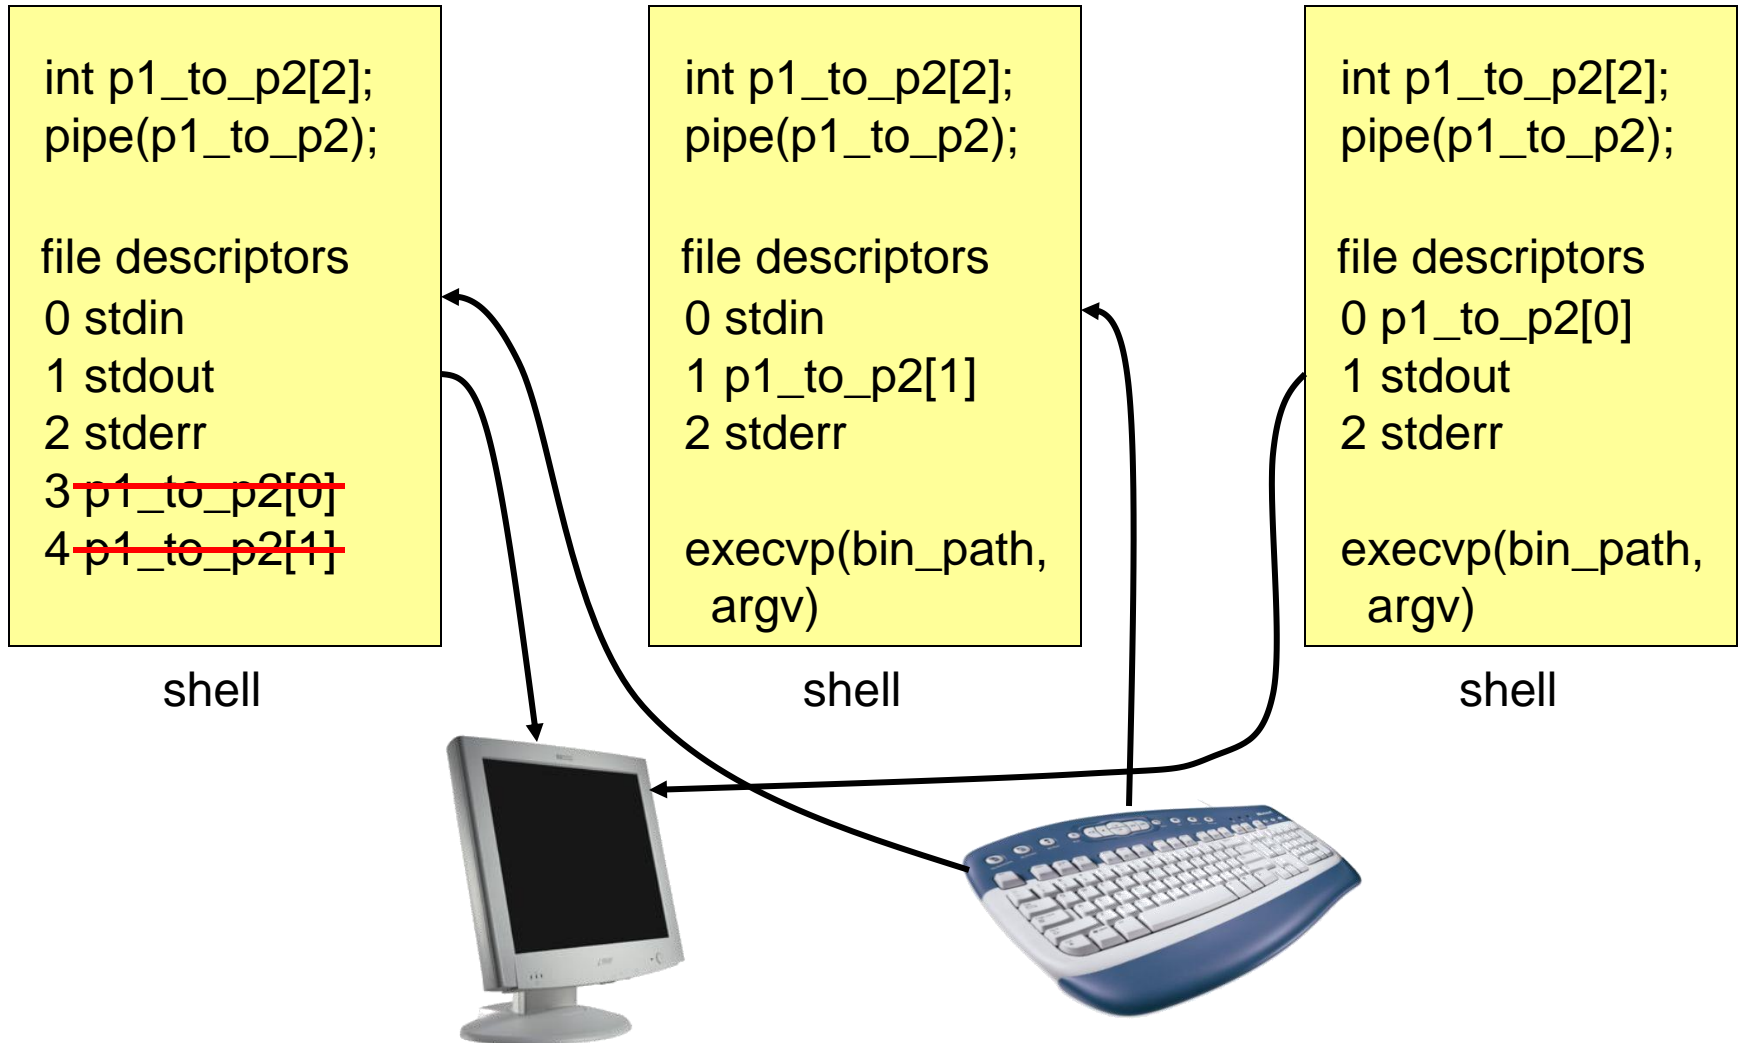 int p1_to_p2[2];
pipe(p1_to_p2);
file descriptors
0 stdin
1 stdout
2 stderr
3 p1_to_p2[0]
4 p1_to_p2[1]
shell
int p1_to_p2[2];
pipe(p1_to_p2);
file descriptors
0 stdin
1 p1_to_p2[1]
2 stderr
execvp(bin_path,
argv)
shell
int p1_to_p2[2];
pipe(p1_to_p2);
file descriptors
0 p1_to_p2[0]
1 stdout
2 stderr
execvp(bin_path,
argv)
shell